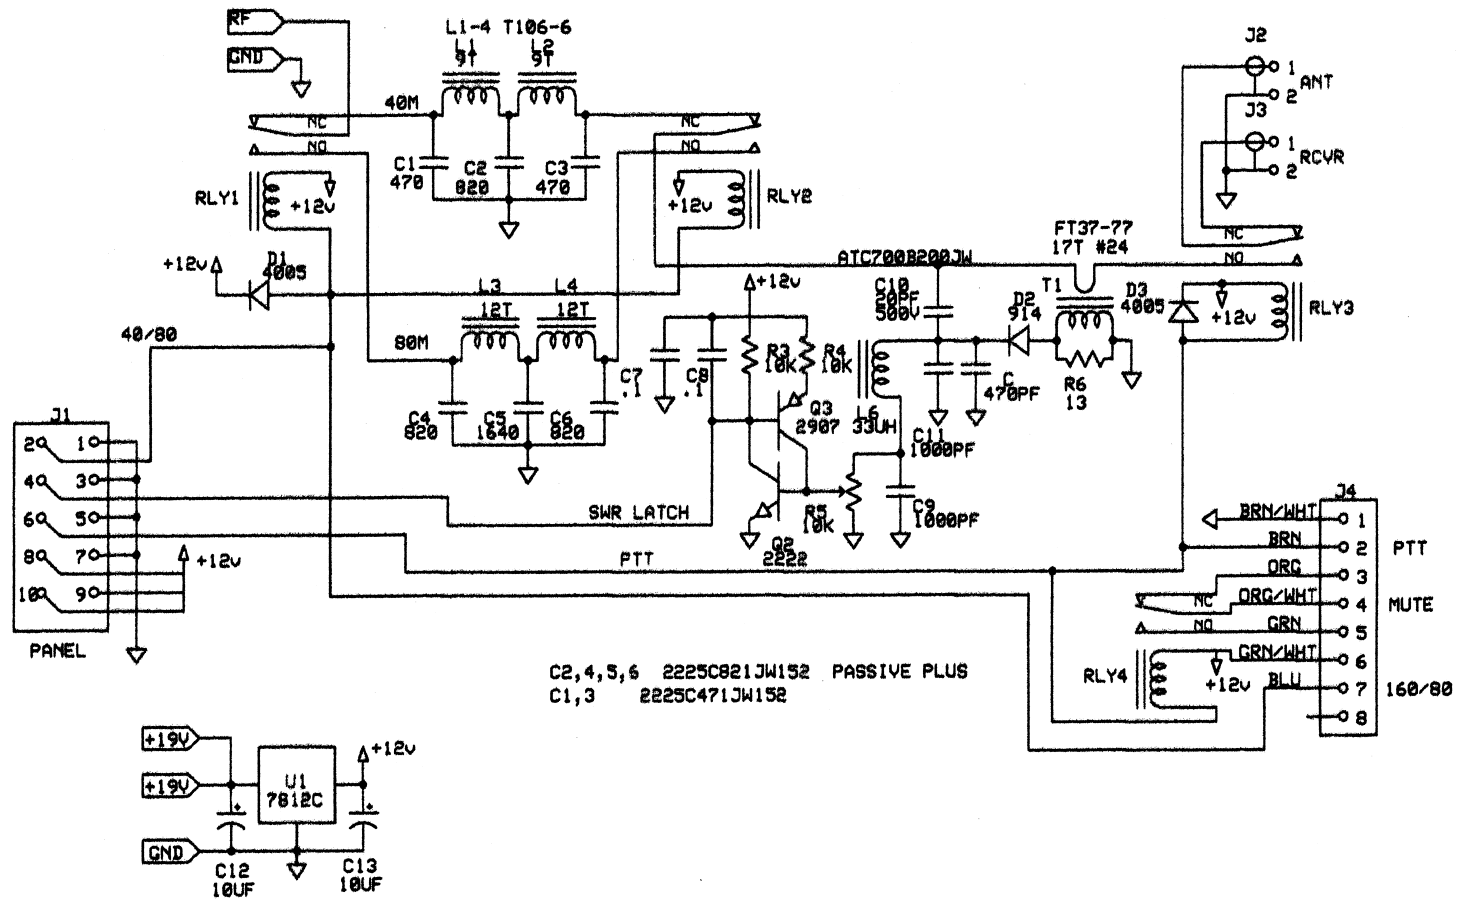 RF
GND
L1-4 T106-6
L1
9T
L2
9T
40M
NC
NO
C1
470
C2
820
C3
470
NC
NO
RLY1
+12v
+12v
RLY2
J2
1
2
ANT
J3
1
2
RCVR
NC
NO
FT37-77
17T #24
T1
ATC700B200JW
+12v
D1
4005
L3
12T
L4
12T
+12v
C10
20PF
500V
D2
914
D3
4005
+12v
RLY3
40/80
80M
C4
820
C5
1640
C6
820
C7
.1
C8
.1
R3
10K
R4
10K
Q3
2907
L6
33UH
C
470PF
R6
13
C11
1000PF
C9
1000PF
R5
10K
Q2
2222
J1
2 1
4 3
6 5
8 7
10 9
+12v
PANEL
SWR LATCH
PTT
J4
BRN/WHT 1
BRN 2 PTT
ORG 3
NC ORG/WHT 4 MUTE
NO GRN 5
GRN/WHT 6
RLY4
+12v
BLU 7 160/80
8
C2,4,5,6 2225C821JW152 PASSIVE PLUS
C1,3 2225C471JW152
+19V
+19V
GND
U1
7812C
+12v
+
+
C12
10UF
C13
10UF